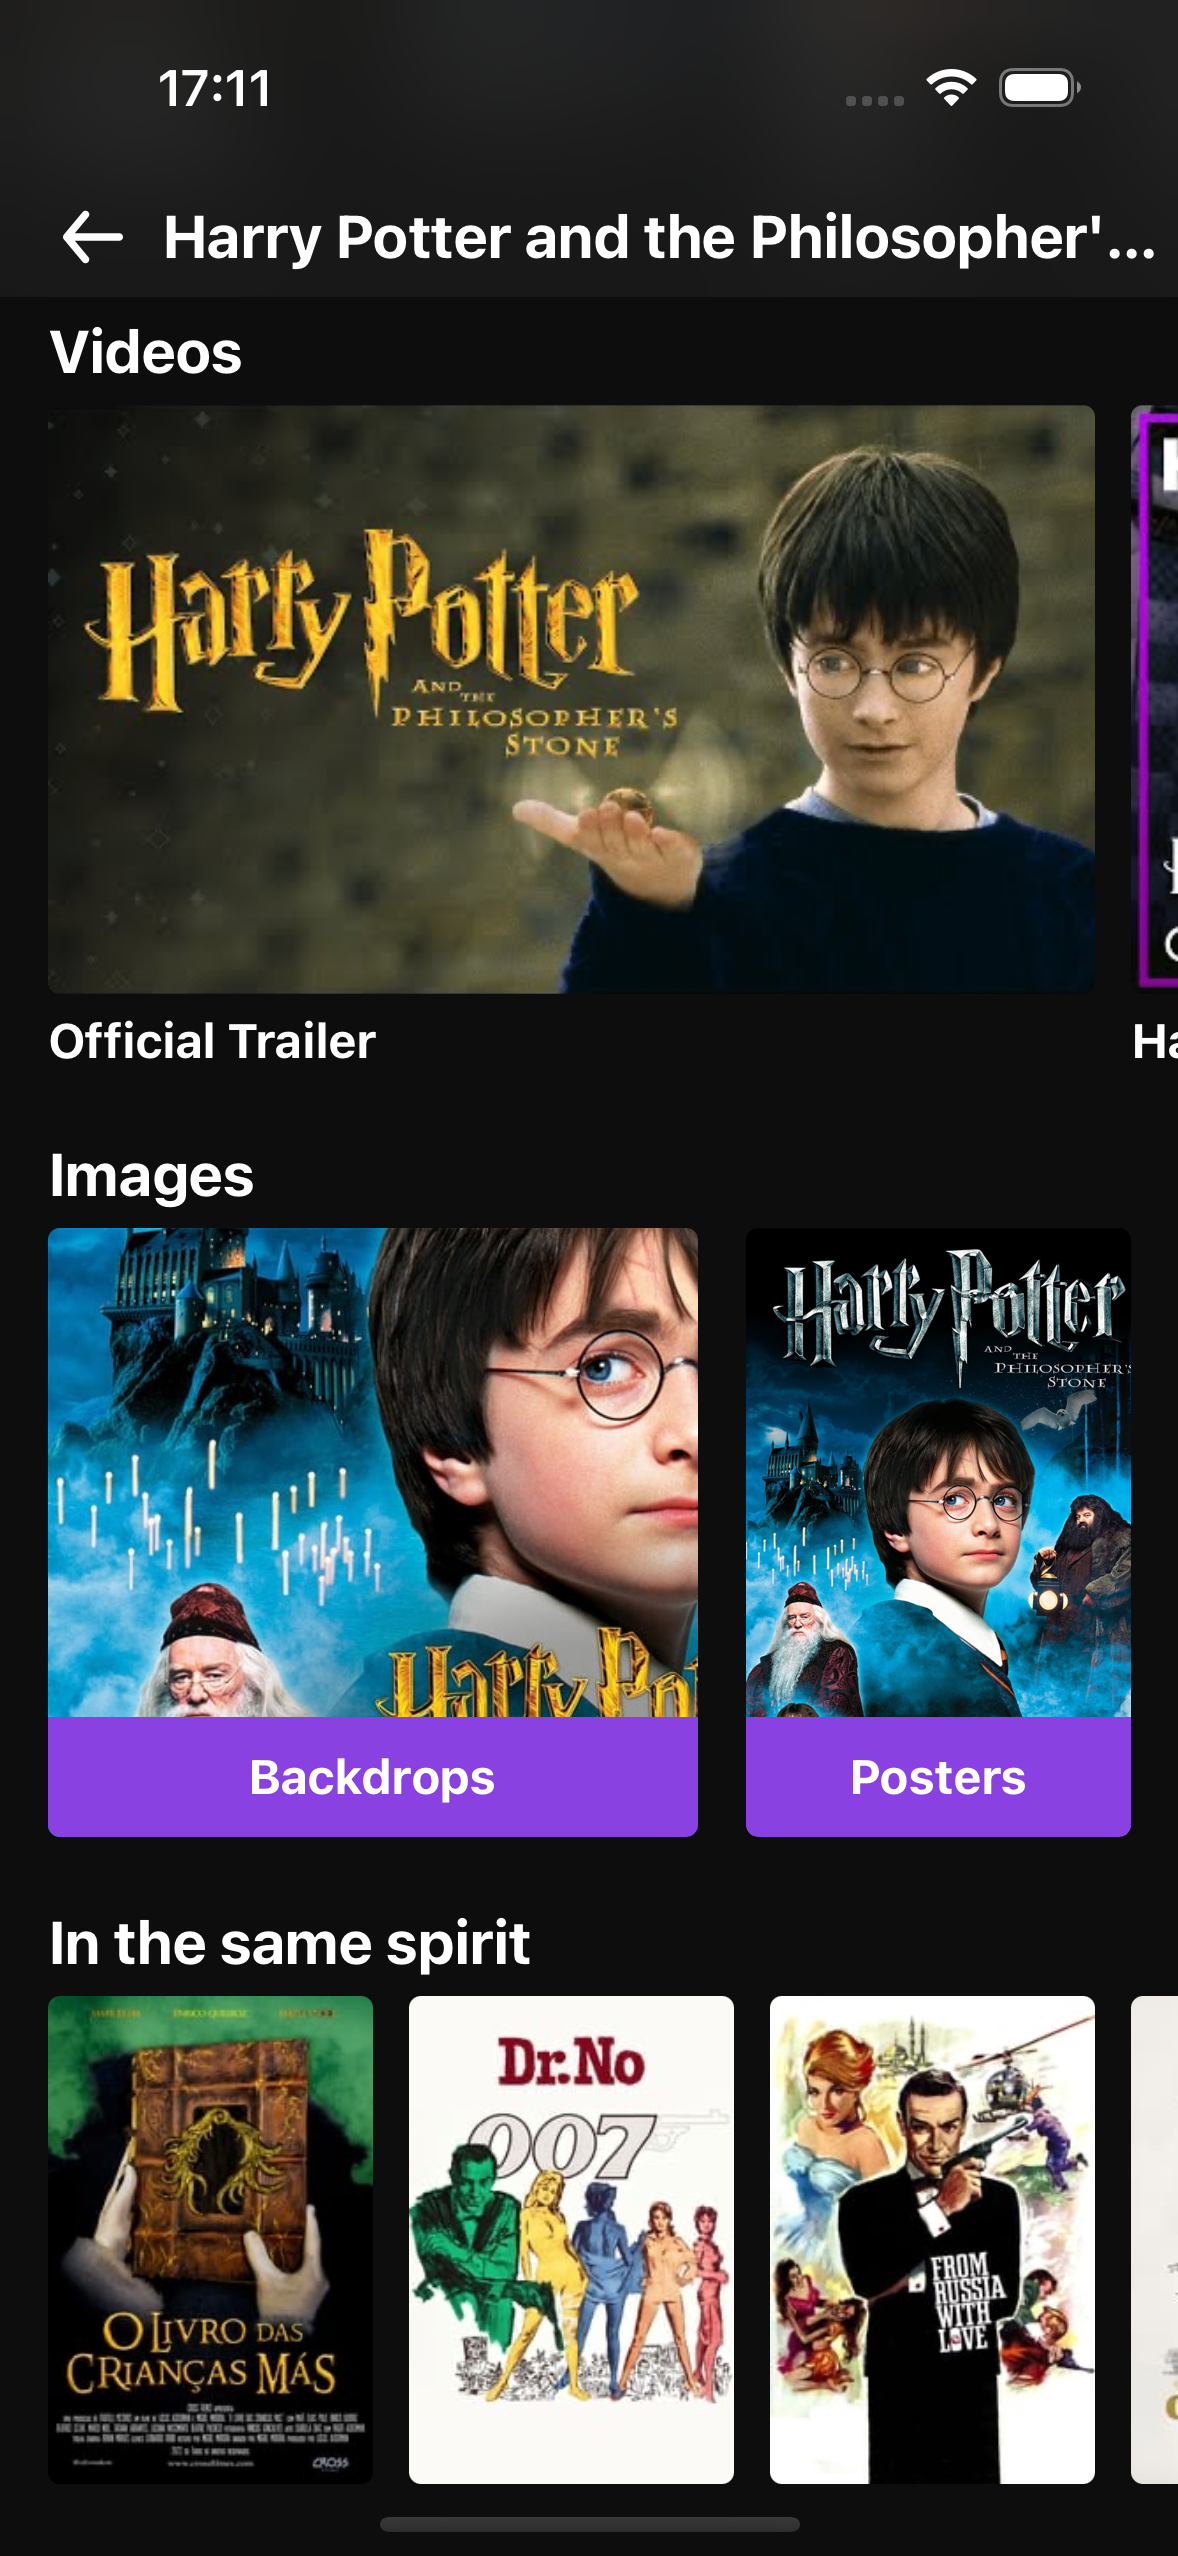 17:11
Harry Potter and the Philosopher'...
Videos
Harry Potter
AND
THE
PHILOSOPHER'S
STONE
Official Trailer
Ha
Images
Harry Po
Backdrops
Harry Potter
AND
THE
PHILOSOPHER'S
STONE
Posters
In the same spirit
O LIVRO DAS
CRIANÇAS MÁS
CROSS
Dr.No
007
FROM
RUSSIA
WITH
LOVE